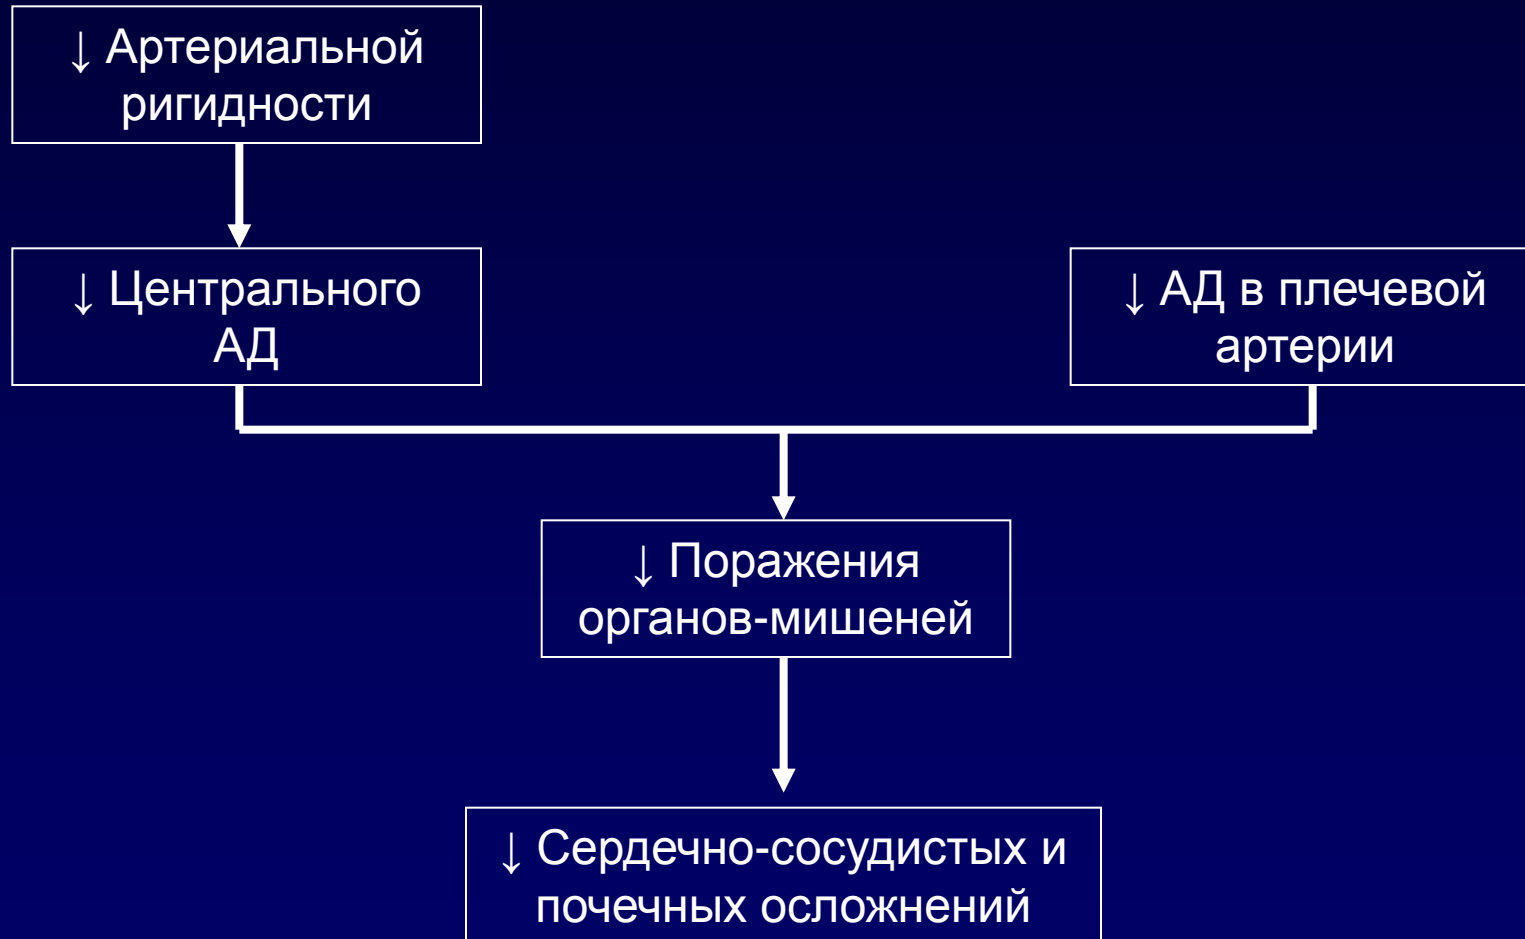 ↓ Артериальной
ригидности
↓ Центрального
АД
↓ АД в плечевой
артерии
↓ Поражения
органов-мишеней
↓ Сердечно-сосудистых и
почечных осложнений